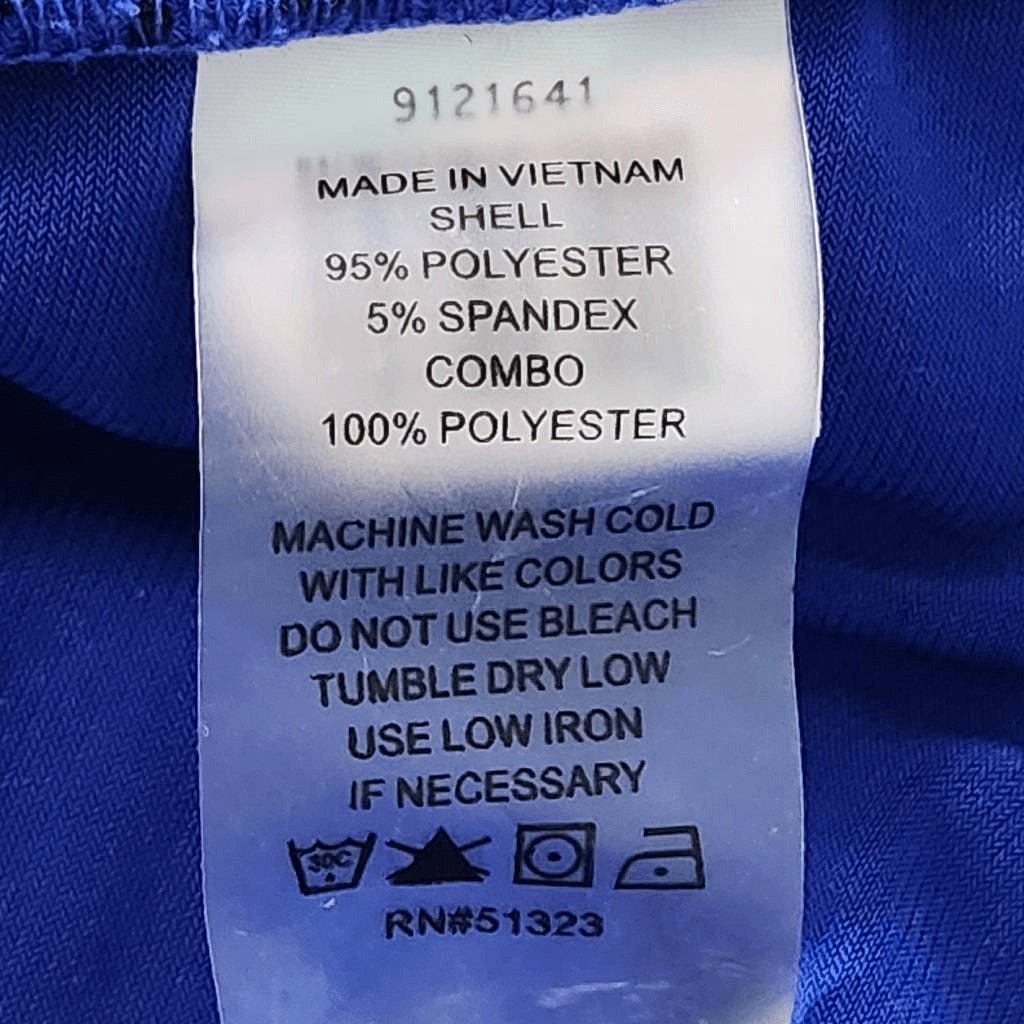 9121641
MADE IN VIETNAM
SHELL
95% POLYESTER
5% SPANDEX
COMBO
100% POLYESTER
MACHINE WASH COLD
WITH LIKE COLORS
DO NOT USE BLEACH
TUMBLE DRY LOW
USE LOW IRON
IF NECESSARY
30C
RN#51323